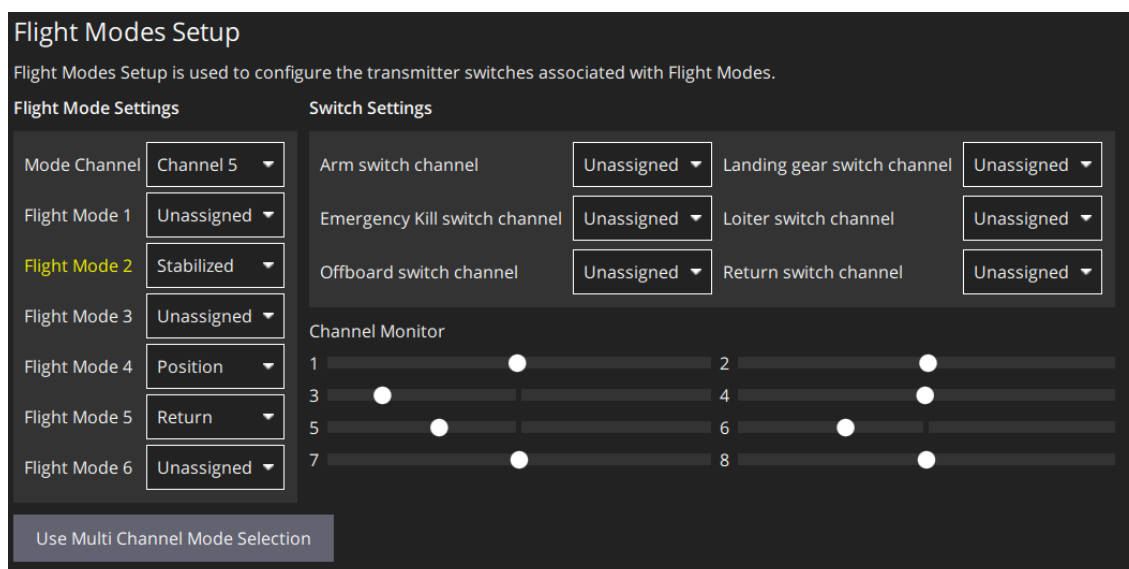 Flight Modes Setup
Flight Modes Setup is used to configure the transmitter switches associated with Flight Modes.
Flight Mode Settings
Mode Channel Channel 5
Flight Mode 1 Unassigned
Flight Mode 2 Stabilized
Flight Mode 3 Unassigned
Flight Mode 4 Position
Flight Mode 5 Return
Flight Mode 6 Unassigned
Switch Settings
Arm switch channel Unassigned Landing gear switch channel Unassigned
Emergency Kill switch channel Unassigned Loiter switch channel Unassigned
Offboard switch channel Unassigned Return switch channel Unassigned
Channel Monitor
1 2
3 4
5 6
7 8
Use Multi Channel Mode Selection